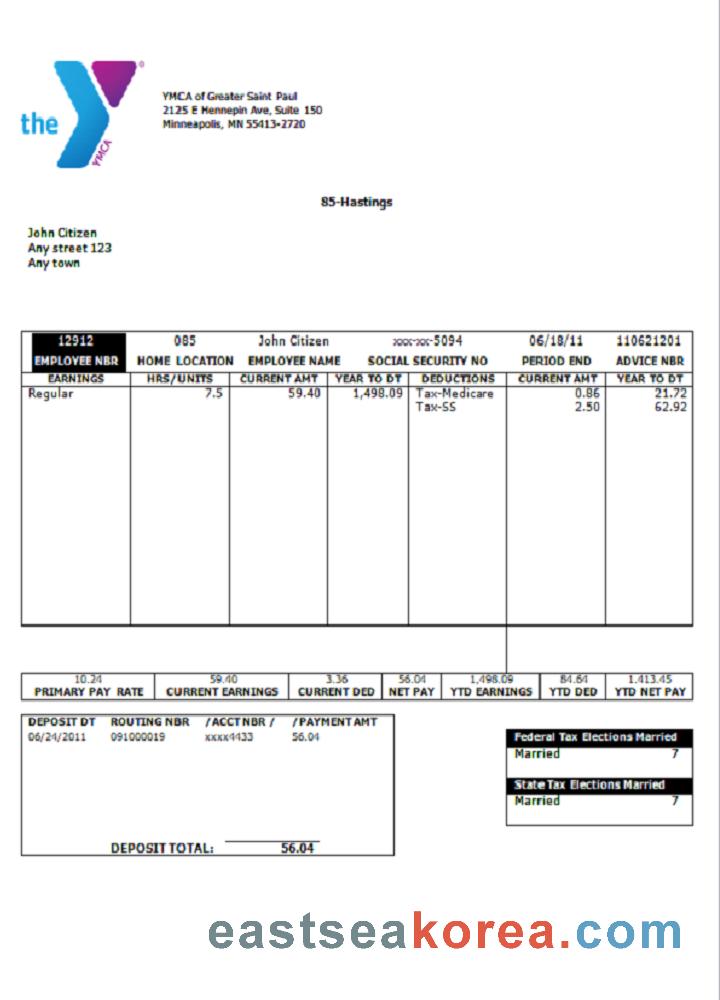 the
YMCA
YMCA of Greater Saint Paul
2125 E Hennepin Ave, Suite 150
Minneapolis, MN 55413-2720
85-Hastings
John Citizen
Any street 123
Any town
12912 085 John Citizen xxx-xx-5094 06/18/11 110621201
EMPLOYEE NBR HOME LOCATION EMPLOYEE NAME SOCIAL SECURITY NO PERIOD END ADVICE NBR
EARNINGS HRS/UNITS CURRENT AMT YEAR TO DT DEDUCTIONS CURRENT AMT YEAR TO DT
Regular 7.5 59.40 1,498.09 Tax-Medicare 0.86 21.72
Tax-SS 2.50 62.92
10.24 59.40 3.36 56.04 1,498.09 84.64 1.413.45
PRIMARY PAY RATE CURRENT EARNINGS CURRENT DED NET PAY YTD EARNINGS YTD DED YTD NET PAY
DEPOSIT DT ROUTING NBR /ACCT NBR / /PAYMENT AMT
06/24/2011 091000019 xxxx4433 56.04
DEPOSIT TOTAL: 56.04
Federal Tax Elections Married
Married 7
State Tax Elections Married
Married 7
eastseakorea.com